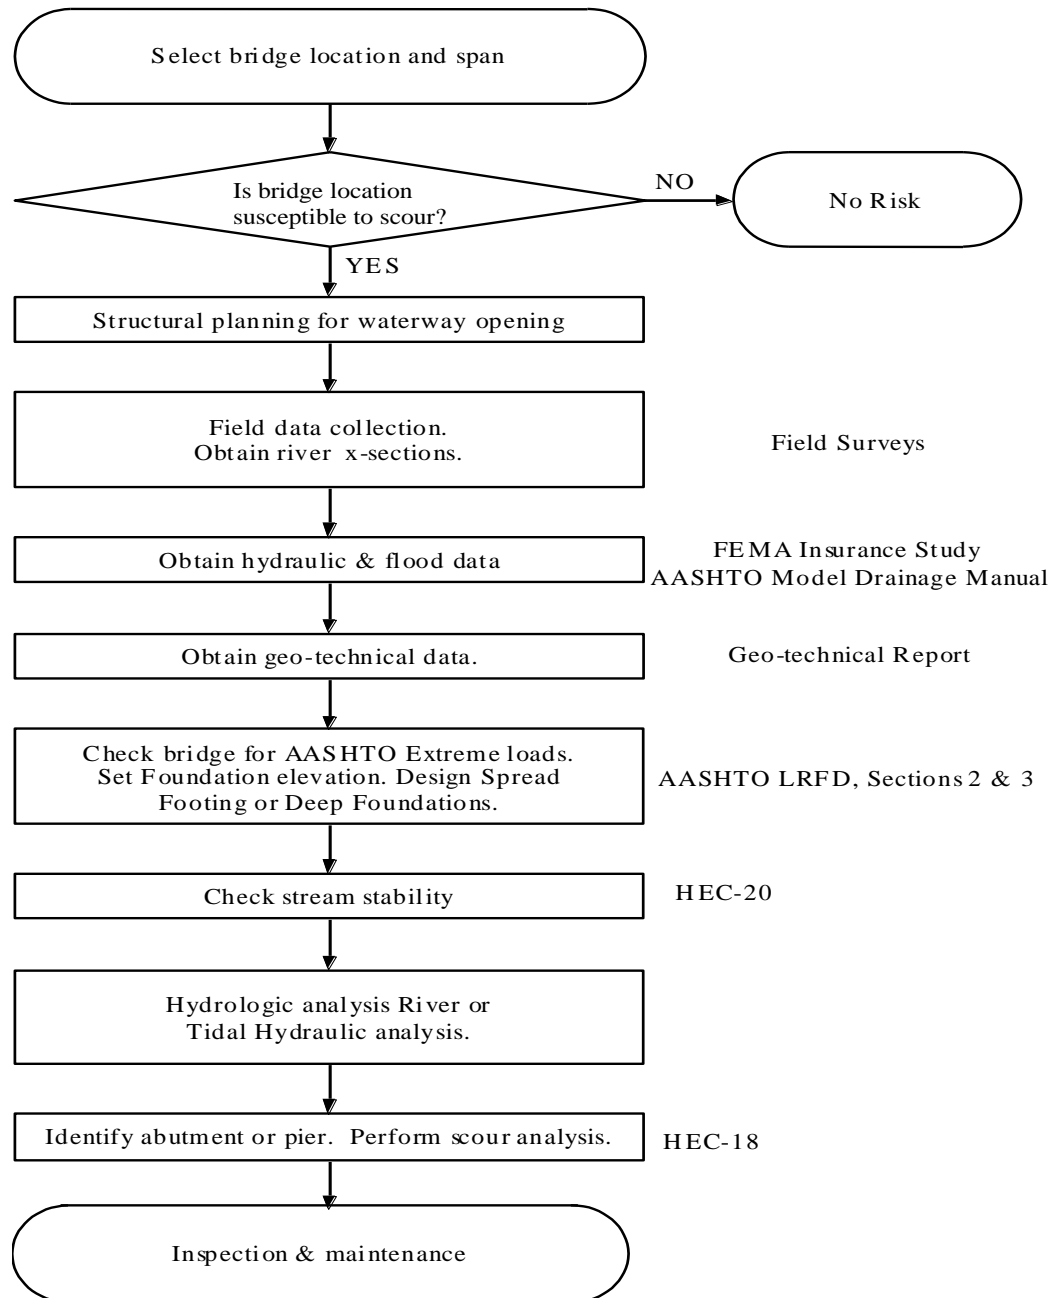 Select bridge location and span
Is bridge location
susceptible to scour?
NO
No Risk
YES
Structural planning for waterway opening
Field data collection.
Obtain river x-sections.
Field Surveys
Obtain hydraulic & flood data
FEMA Insurance Study
AASHTO Model Drainage Manual
Obtain geo-technical data.
Geo-technical Report
Check bridge for AASHTO Extreme loads.
Set Foundation elevation. Design Spread
Footing or Deep Foundations.
AASHTO LRFD, Sections 2 & 3
Check stream stability
HEC-20
Hydrologic analysis River or
Tidal Hydraulic analysis.
Identify abutment or pier. Perform scour analysis.
HEC-18
Inspection & maintenance